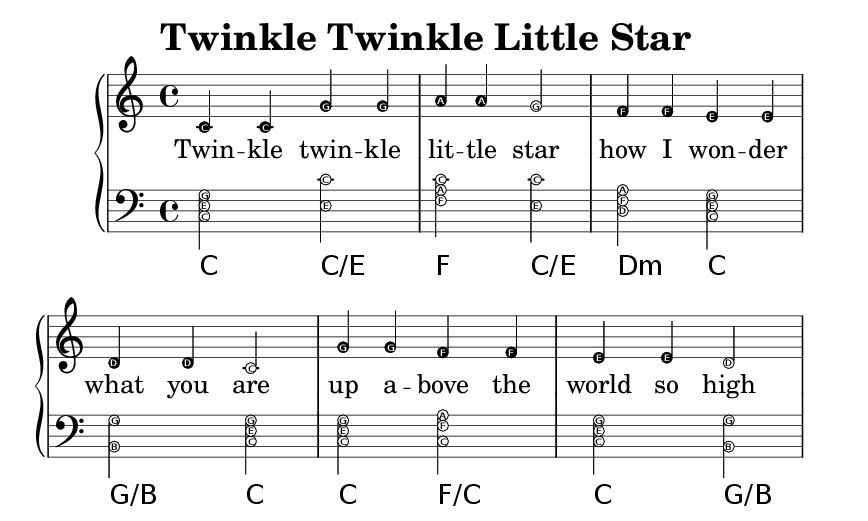 Twinkle Twinkle Little Star
C C G G A A G F F E E
Twin -- kle twin -- kle lit -- tle star how I won -- der
G E C C E C A F C E A F D G E C
C C/E F C/E Dm C
D D C G G F F E E D
what you are up a -- bove the world so high
G B G E C G E C A F C G E C G B
G/B C C F/C C G/B